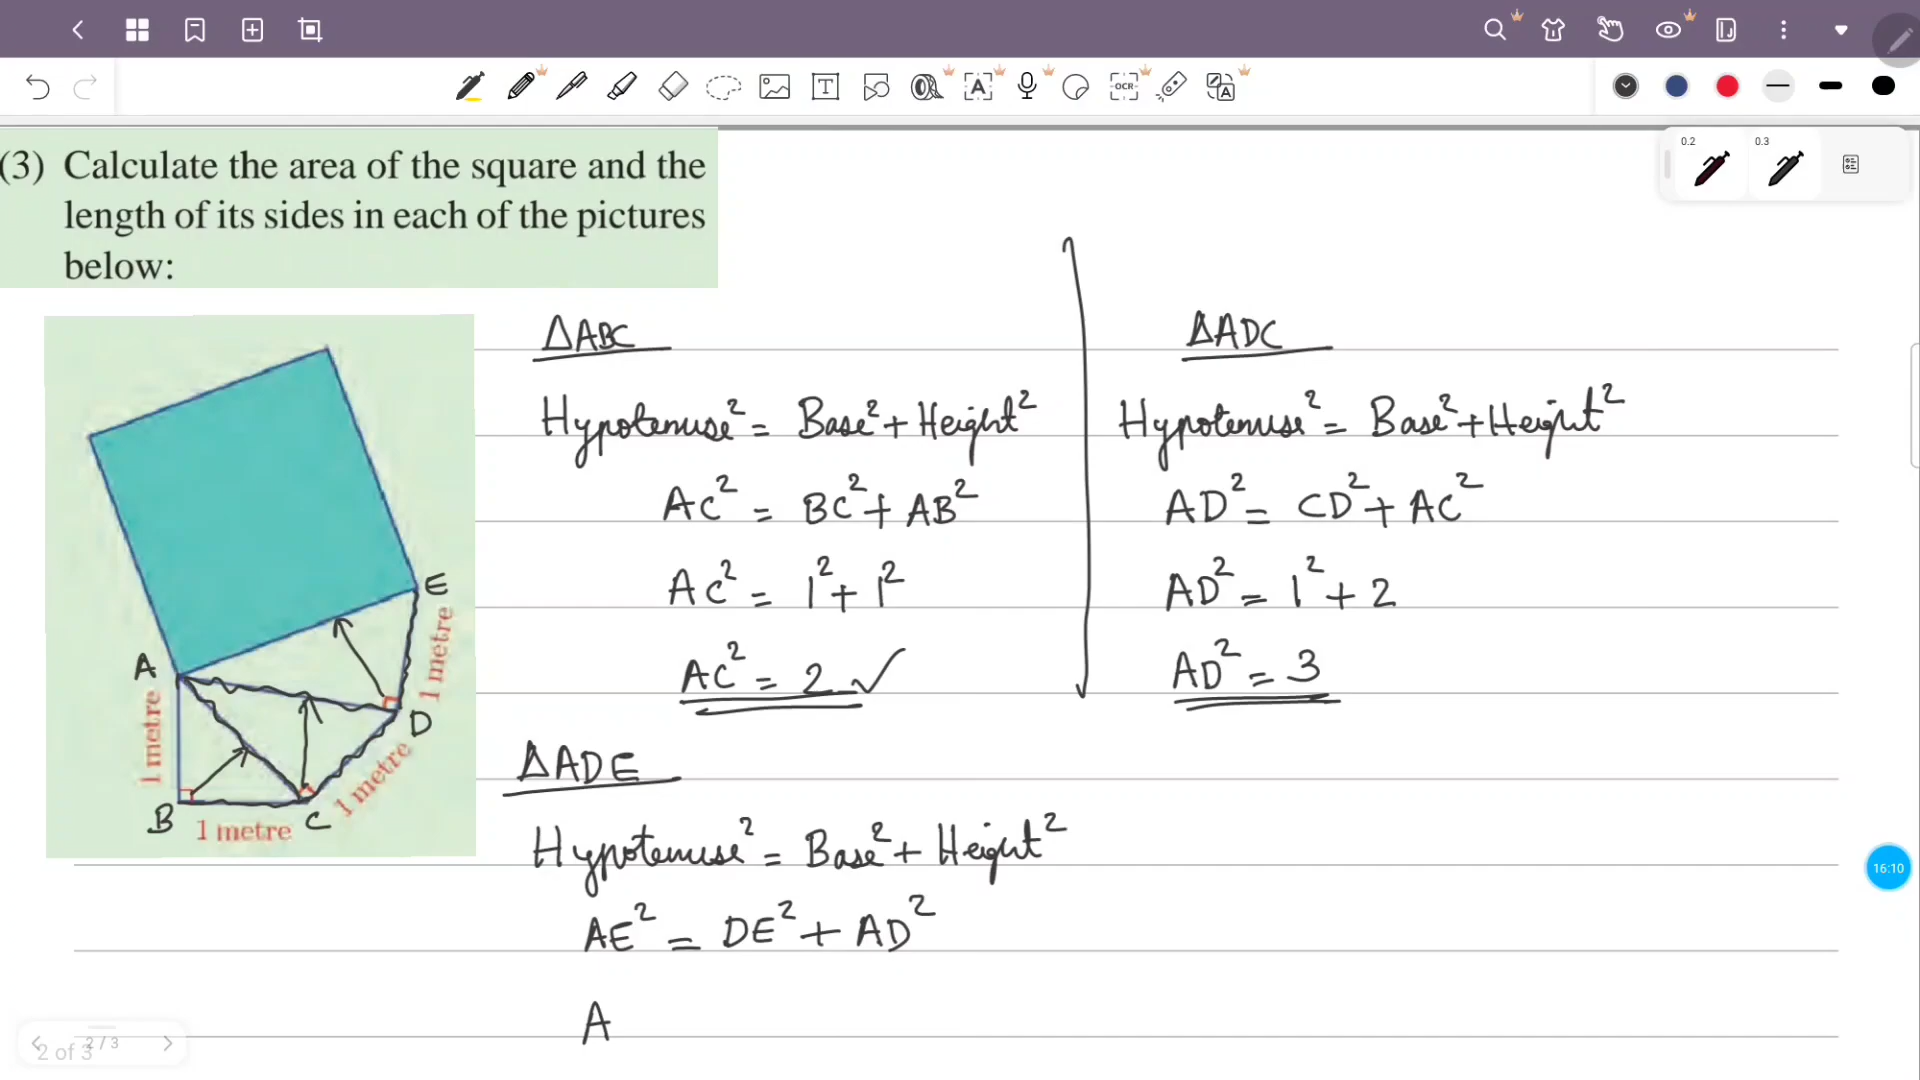 OCR
0.2 0.3
(3) Calculate the area of the square and the
length of its sides in each of the pictures
below:
E
1 metre
A
D
1 metre
1 metre
B
C
1 metre
ΔABC
Hypotenuse² = Base² + Height²
AC² = BC² + AB²
AC² = 1² + 1²
AC² = 2 ✓
ΔADC
Hypotenuse² = Base² + Height²
AD² = CD² + AC²
AD² = 1² + 2
AD² = 3
ΔADE
Hypotenuse² = Base² + Height²
AE² = DE² + AD²
A
16:10
2 / 3
2 of 3